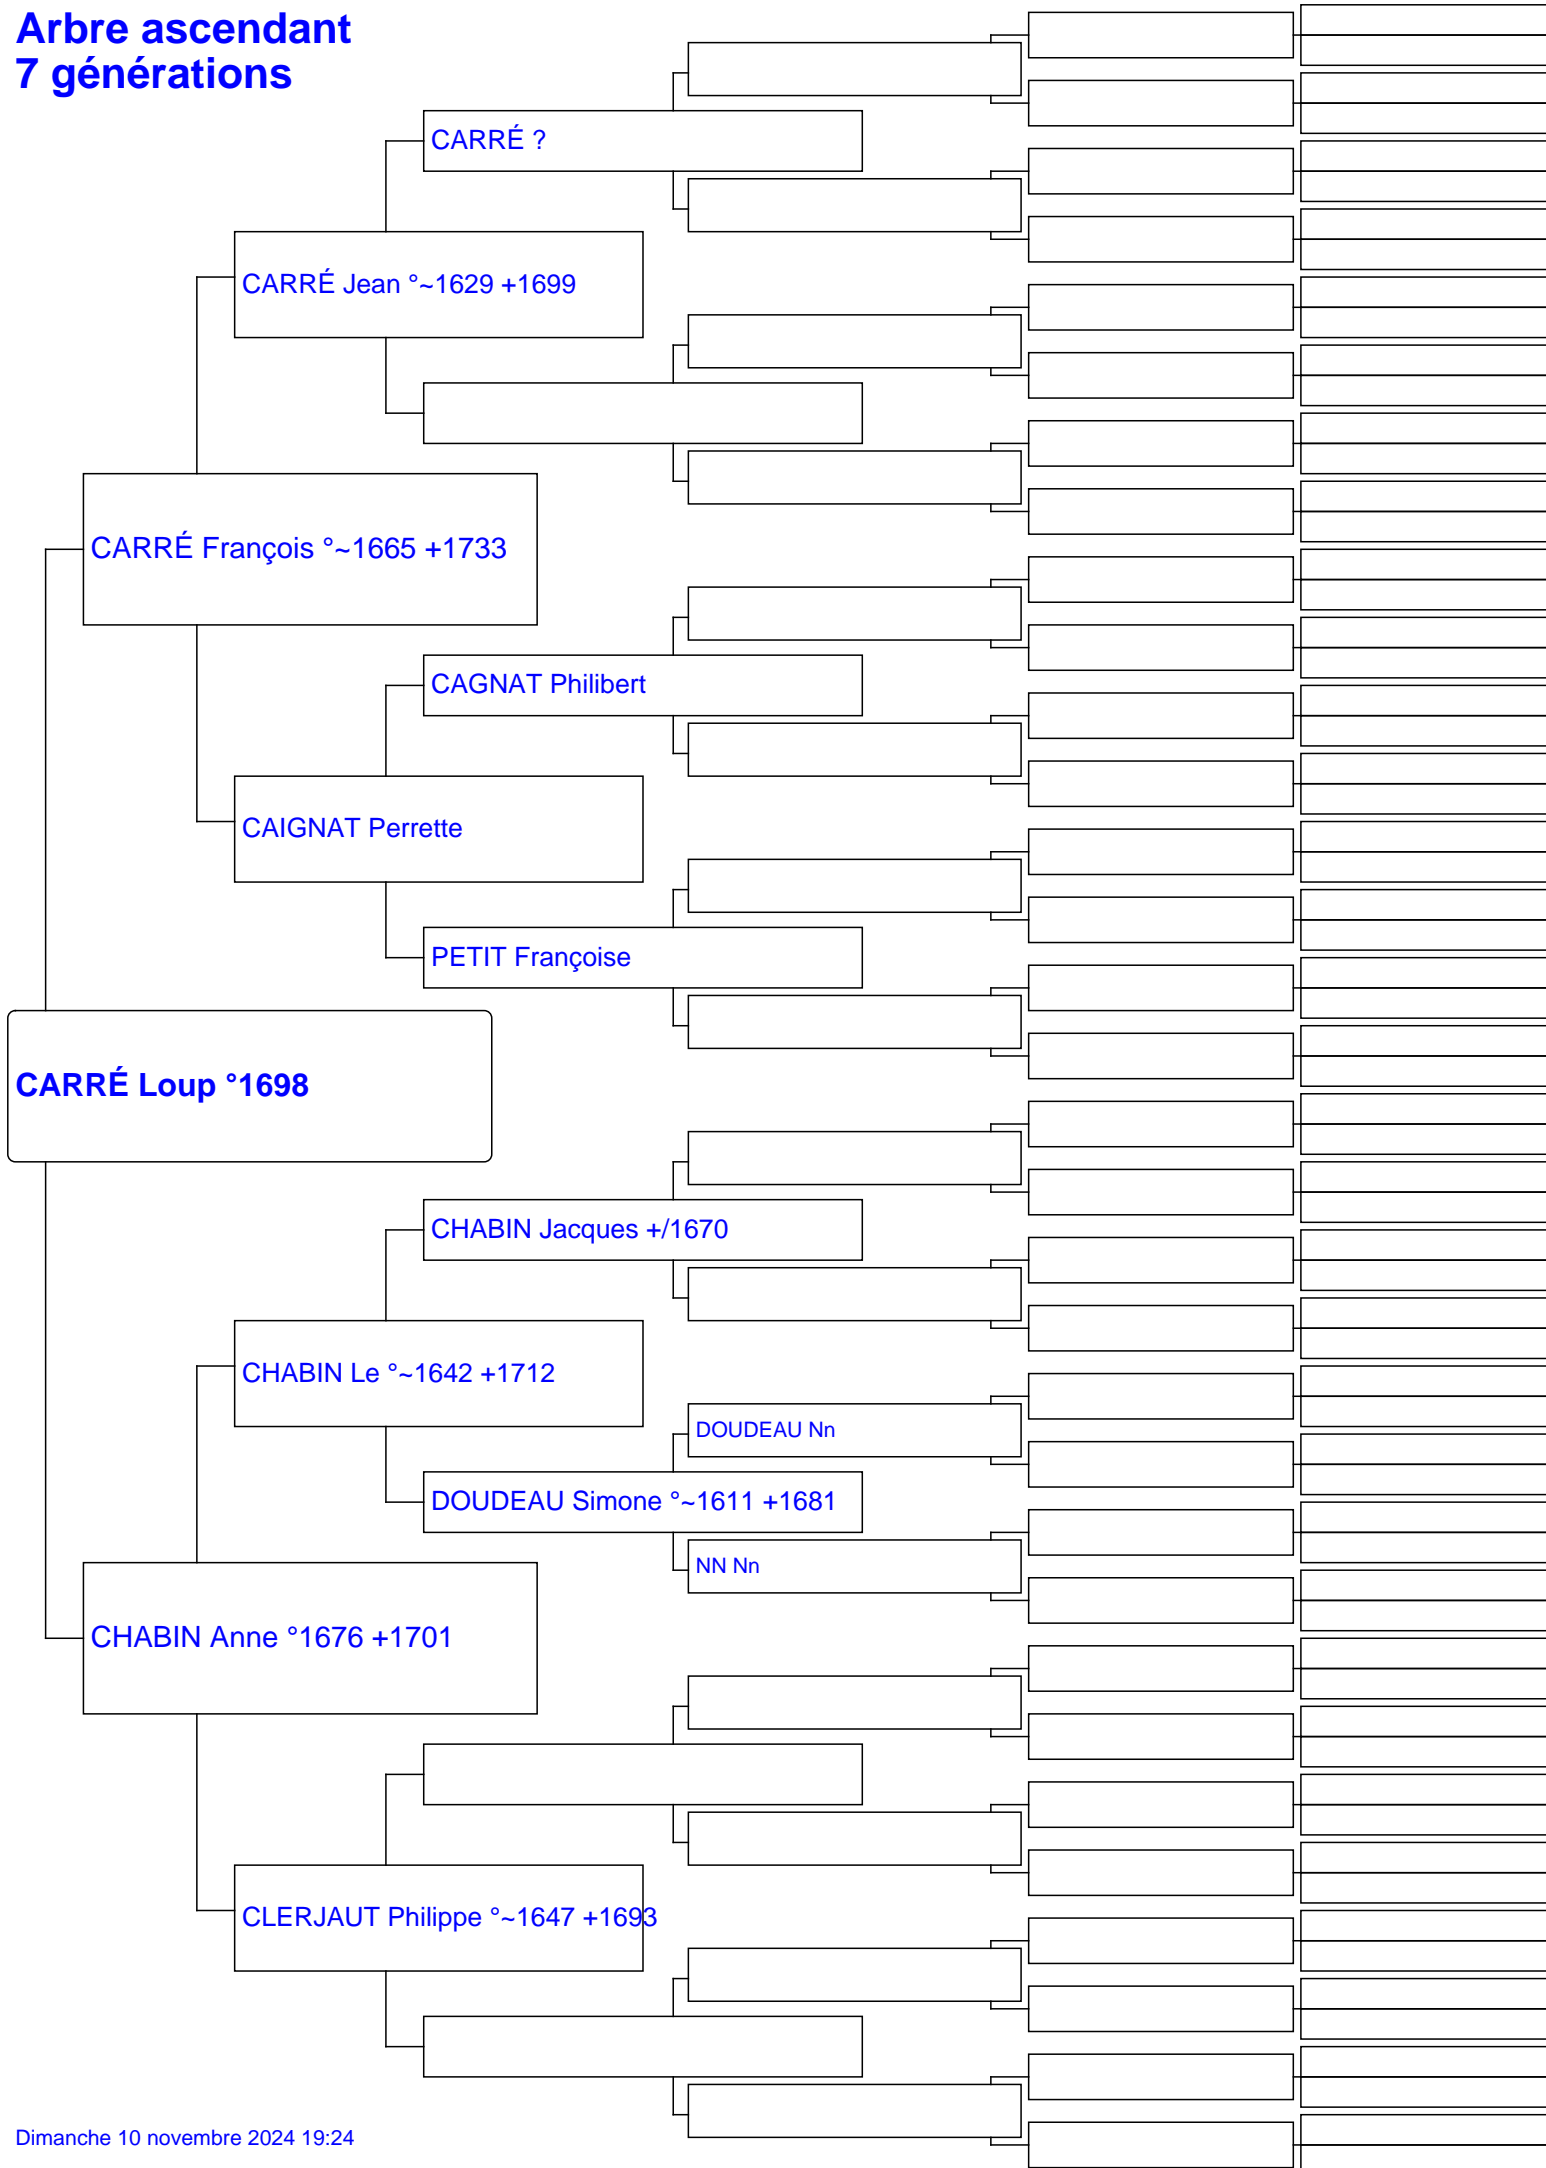 Arbre ascendant
7 générations
CARRÉ ?
CARRÉ Jean °~1629 +1699
CARRÉ François °~1665 +1733
CAGNAT Philibert
CAIGNAT Perrette
PETIT Françoise
CARRÉ Loup °1698
CHABIN Jacques +/1670
CHABIN Le °~1642 +1712
DOUDEAU Nn
DOUDEAU Simone °~1611 +1681
NN Nn
CHABIN Anne °1676 +1701
CLERJAUT Philippe °~1647 +1693
Dimanche 10 novembre 2024 19:24